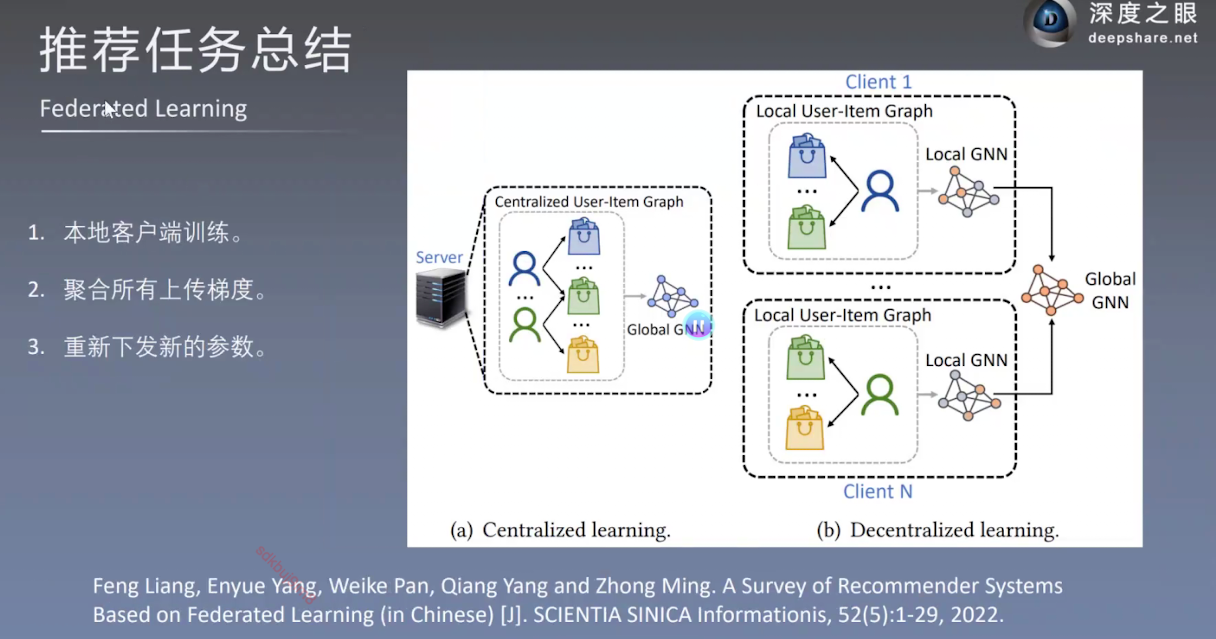 推荐任务总结
深度之眼
deepshare.net
Federated Learning
1. 本地客户端训练。
2. 聚合所有上传梯度。
3. 重新下发新的参数。
Server
Centralized User-Item Graph
...
...
...
Global GNN
(a) Centralized learning.
Client 1
Local User-Item Graph
...
Local GNN
...
Global
GNN
Local User-Item Graph
...
Local GNN
Client N
(b) Decentralized learning.
Feng Liang, Enyue Yang, Weike Pan, Qiang Yang and Zhong Ming. A Survey of Recommender Systems
Based on Federated Learning (in Chinese) [J]. SCIENTIA SINICA Informationis, 52(5):1-29, 2022.